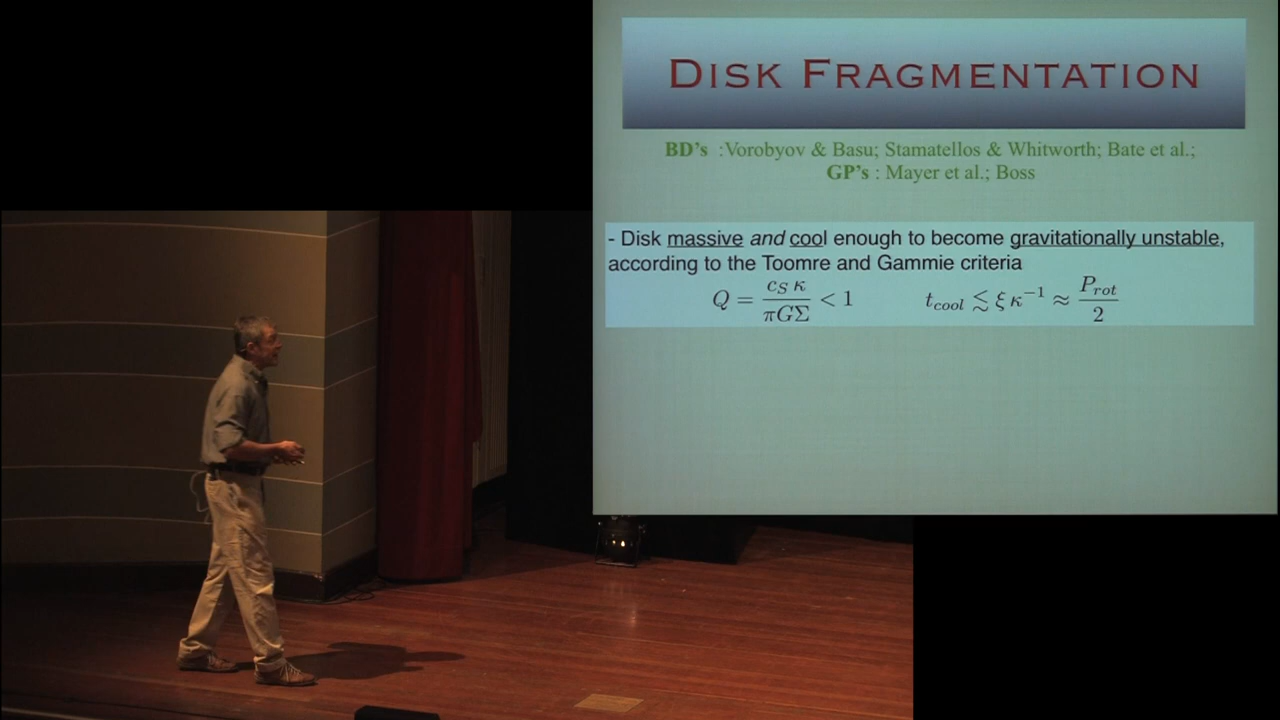 DISK FRAGMENTATION
BD's :Vorobyov & Basu; Stamatellos & Whitworth; Bate et al.;
GP's : Mayer et al.; Boss
- Disk massive and cool enough to become gravitationally unstable,
according to the Toomre and Gammie criteria
Q = c_S κ / πGΣ < 1    t_cool ≲ ξ κ⁻¹ ≈ P_rot / 2